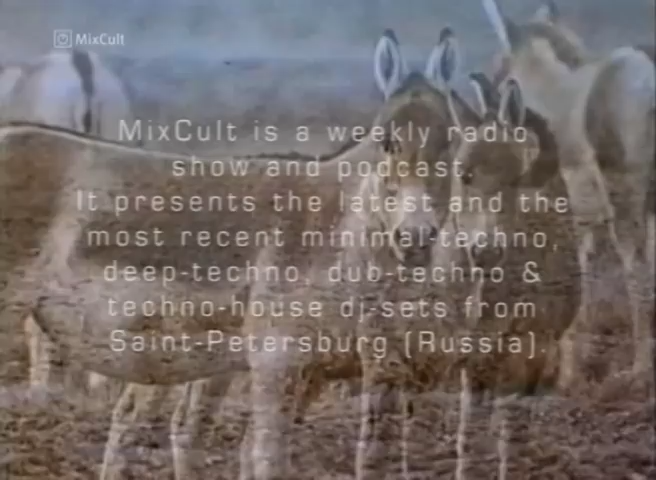 MixCult
MixCult is a weekly radio
show and podcast.
It presents the latest and the
most recent minimal-techno,
deep-techno, dub-techno &
techno-house dj-sets from
Saint-Petersburg (Russia).